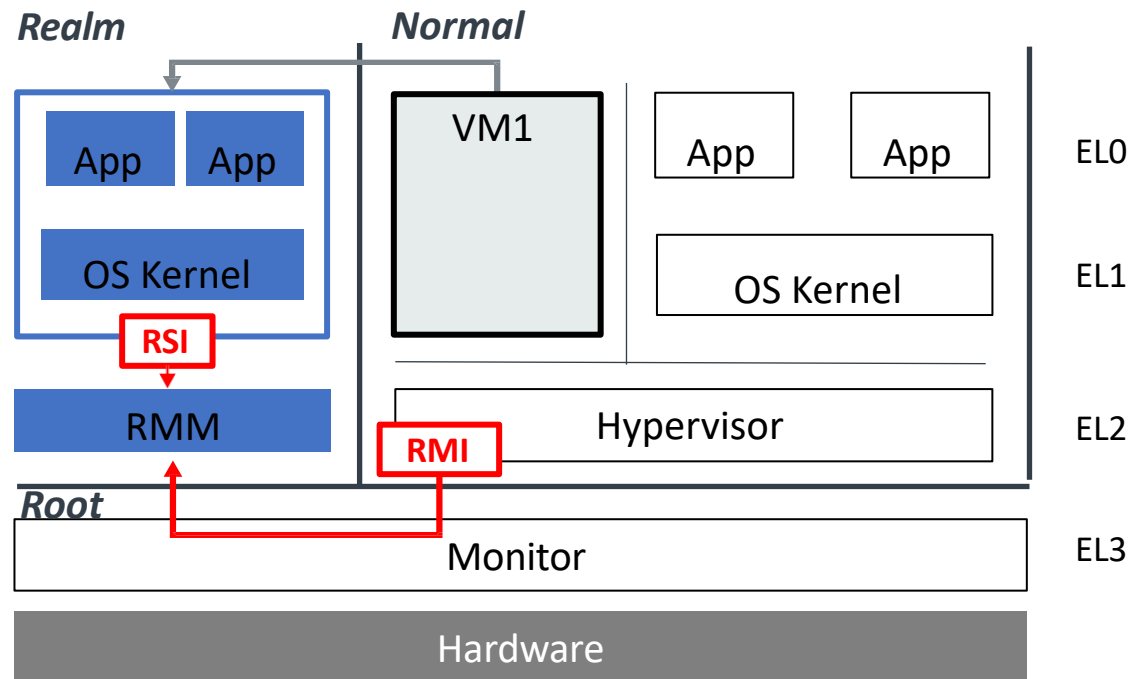 Realm
Normal
VM1
App
App
App
App
EL0
OS Kernel
OS Kernel
EL1
RSI
RMM
Hypervisor
RMI
EL2
Root
Monitor
EL3
Hardware